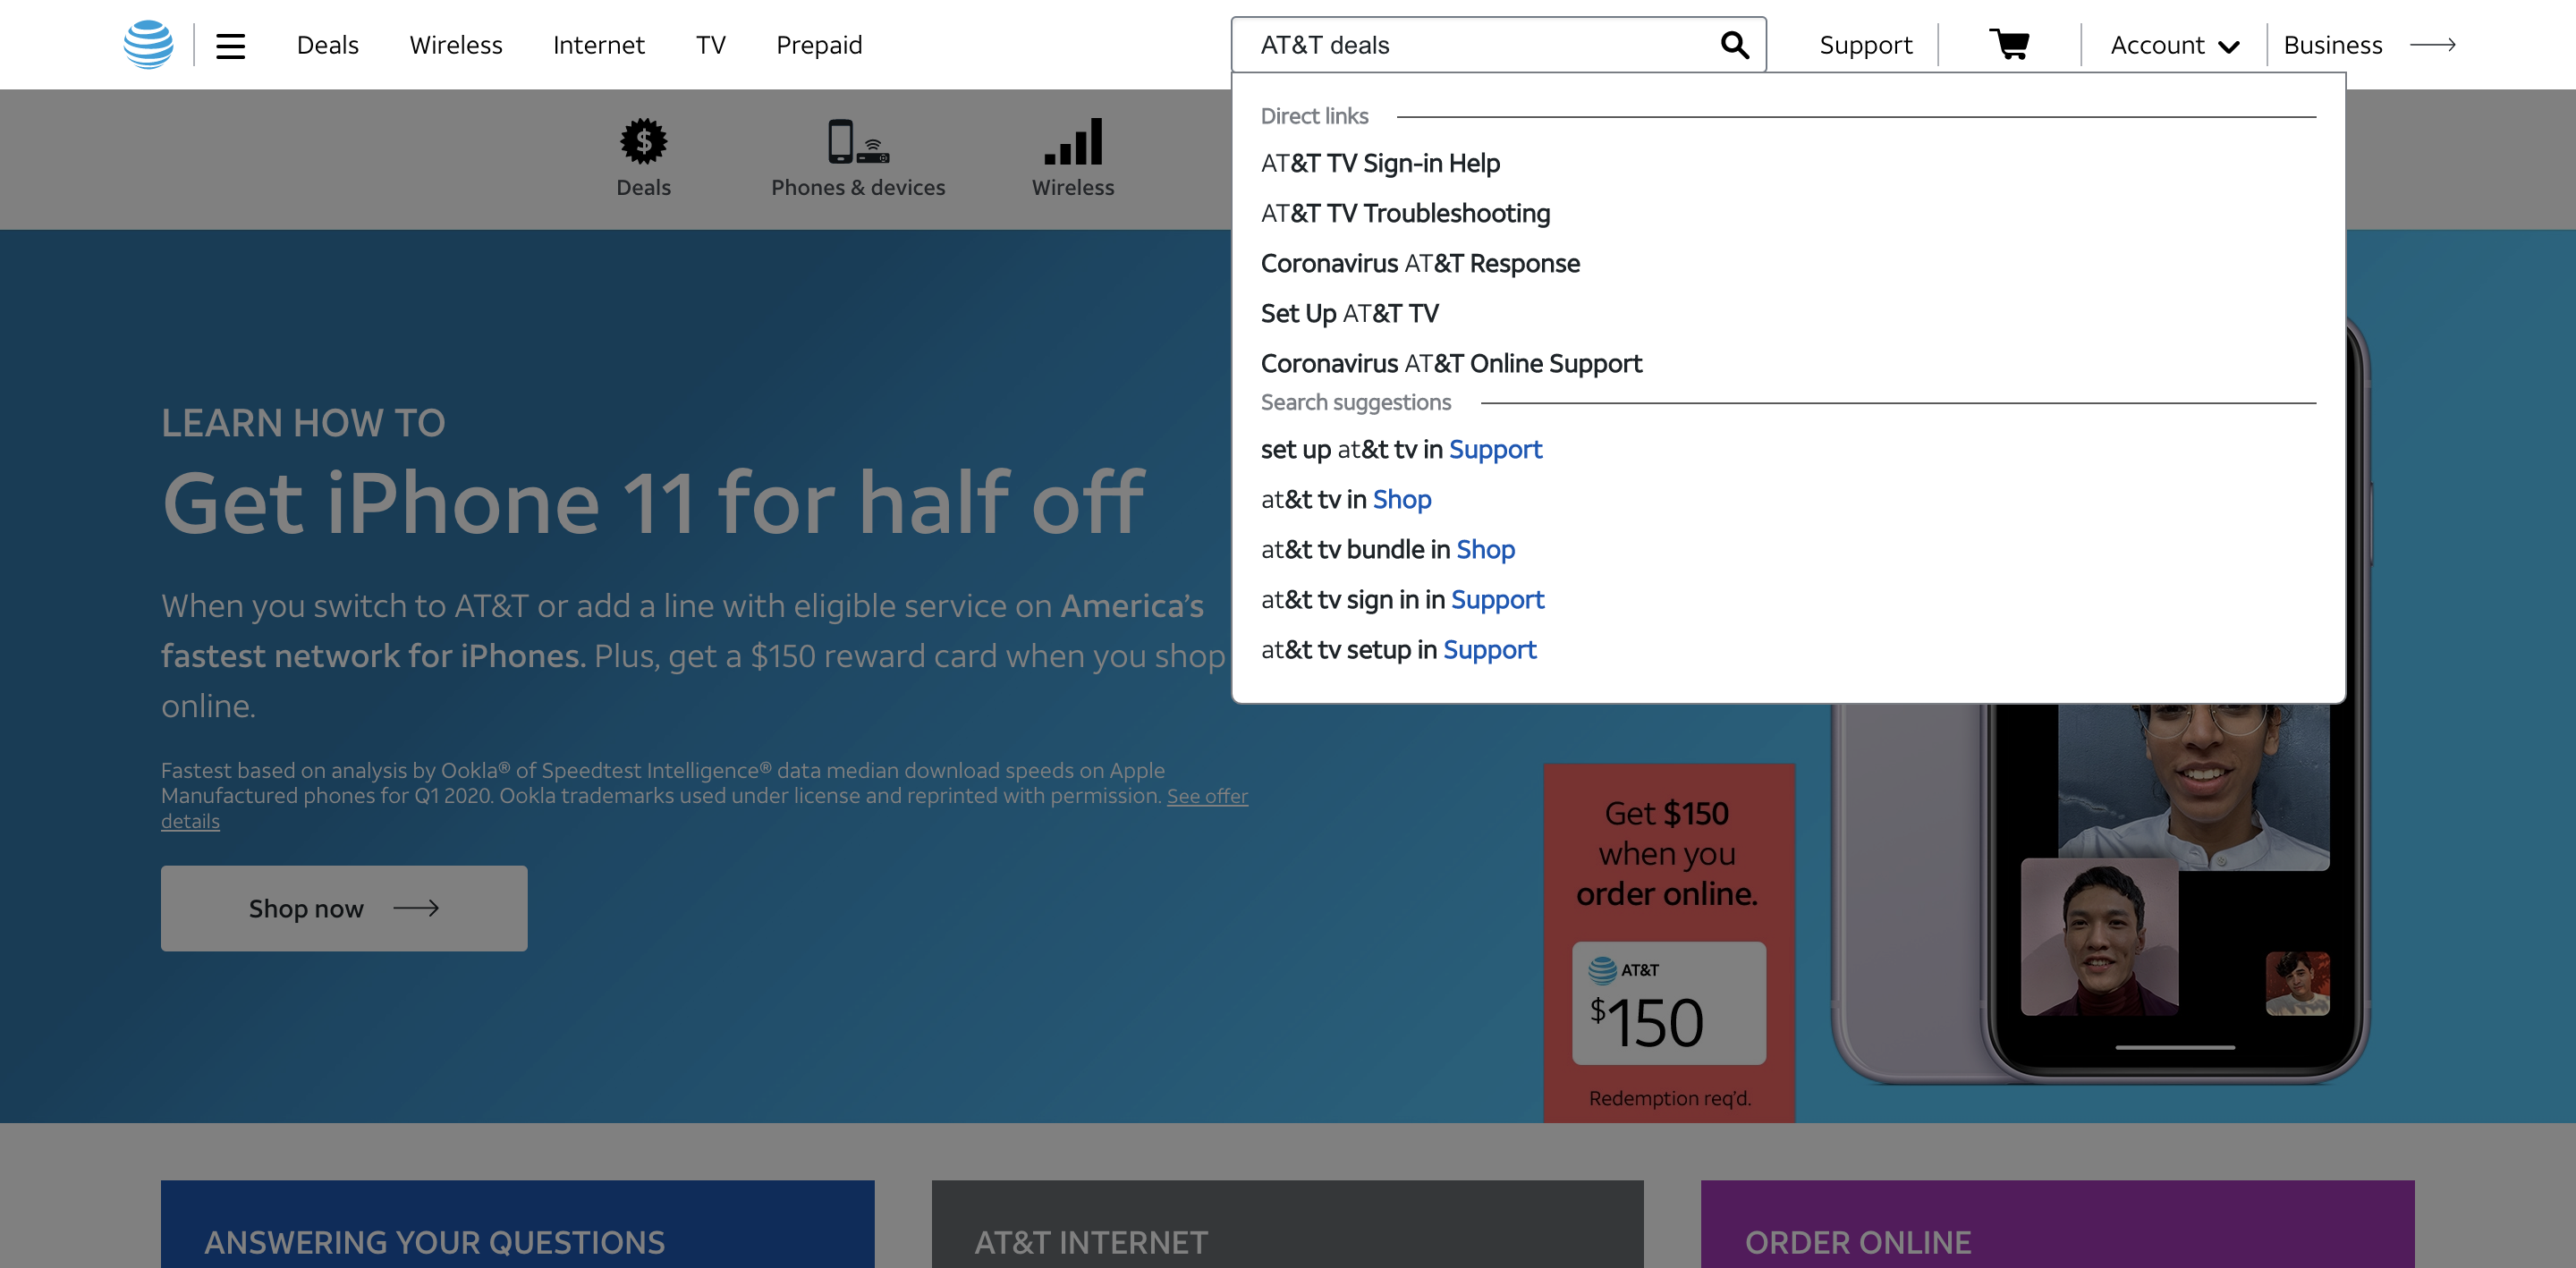 Deals Wireless Internet TV Prepaid AT&T deals Support Account Business
Deals Phones & devices Wireless
Direct links
AT&T TV Sign-in Help
AT&T TV Troubleshooting
Coronavirus AT&T Response
Set Up AT&T TV
Coronavirus AT&T Online Support
Search suggestions
set up at&t tv in Support
at&t tv in Shop
at&t tv bundle in Shop
at&t tv sign in in Support
at&t tv setup in Support
LEARN HOW TO
Get iPhone 11 for half off
When you switch to AT&T or add a line with eligible service on America's
fastest network for iPhones. Plus, get a $150 reward card when you shop
online.
Fastest based on analysis by Ookla® of Speedtest Intelligence® data median download speeds on Apple
Manufactured phones for Q1 2020. Ookla trademarks used under license and reprinted with permission. See offer
details
Shop now
Get $150
when you
order online.
AT&T
$150
Redemption req'd.
ANSWERING YOUR QUESTIONS
AT&T INTERNET
ORDER ONLINE